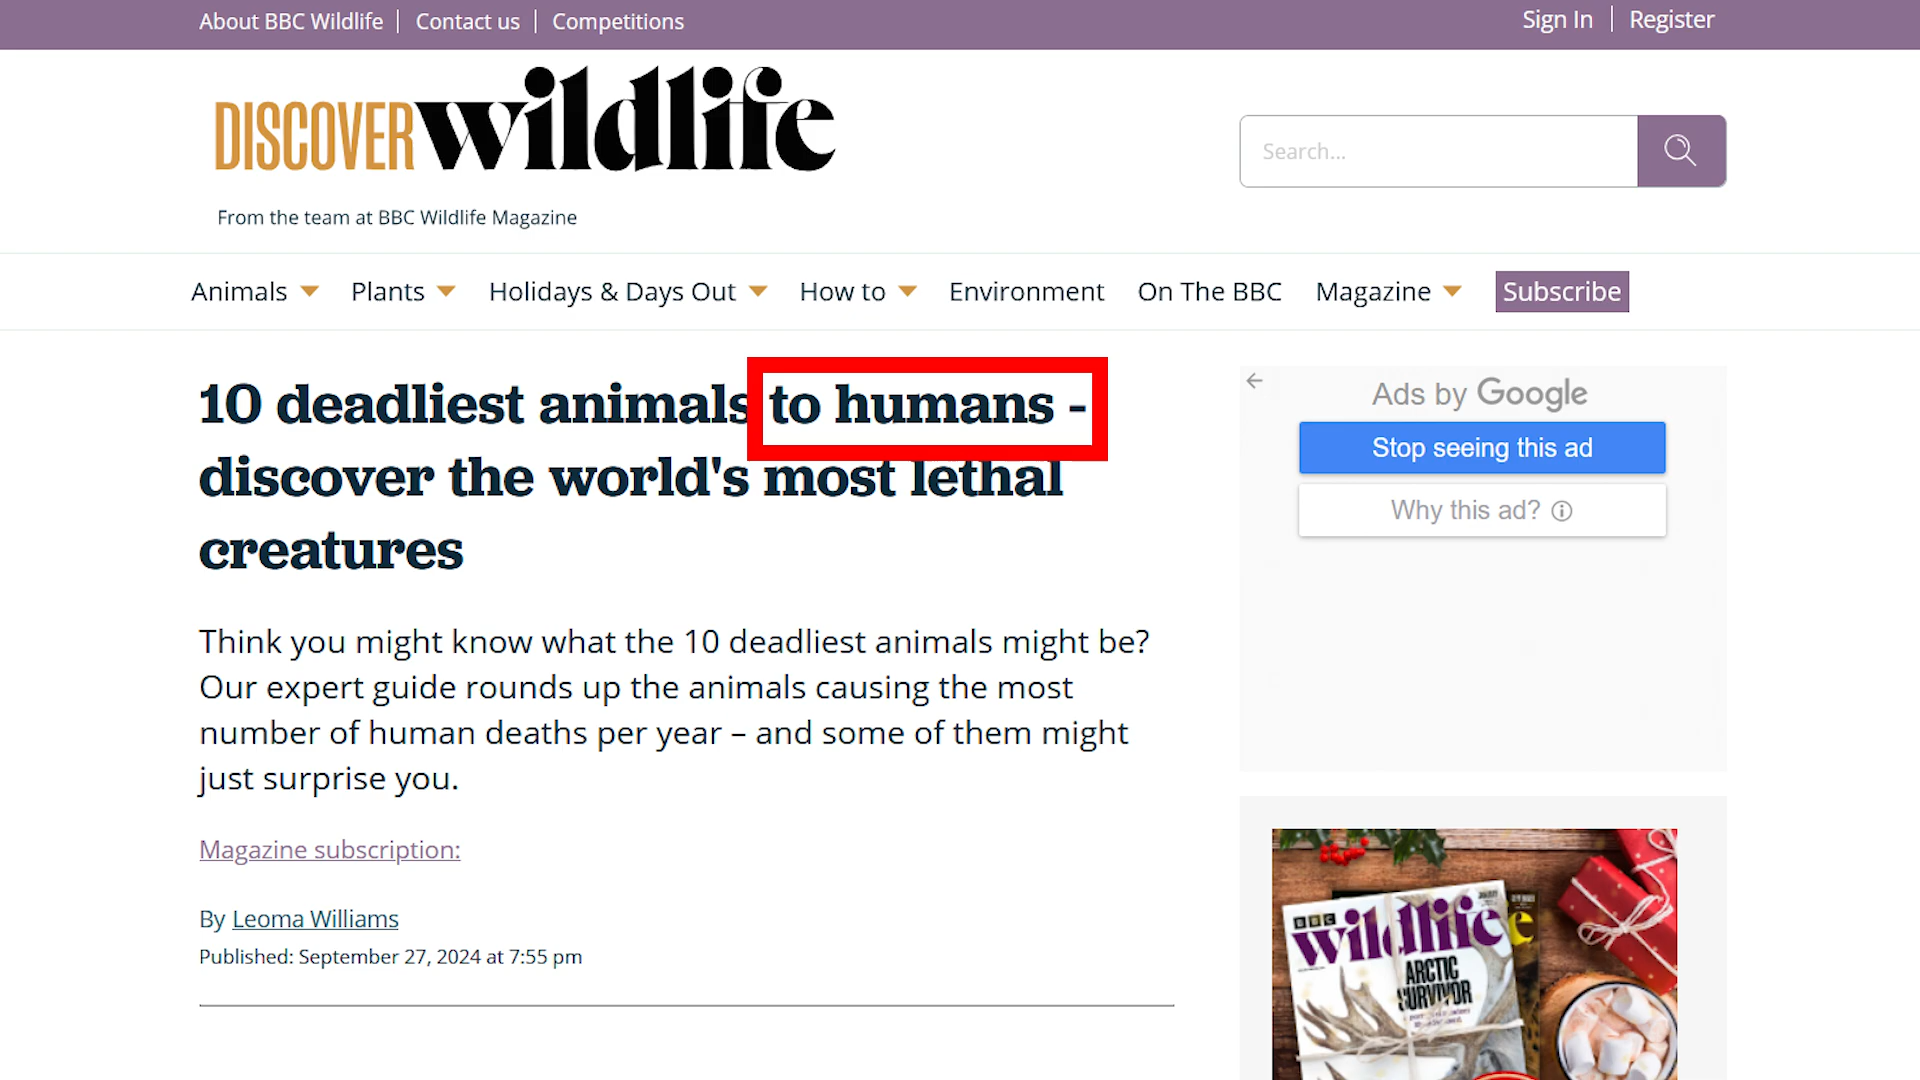 About BBC Wildlife
Contact us
Competitions
Sign In
Register
DISCOVER wildlife
From the team at BBC Wildlife Magazine
Search...
Animals
Plants
Holidays & Days Out
How to
Environment
On The BBC
Magazine
Subscribe
10 deadliest animals to humans -
discover the world's most lethal
creatures
Think you might know what the 10 deadliest animals might be?
Our expert guide rounds up the animals causing the most
number of human deaths per year – and some of them might
just surprise you.
Magazine subscription:
By Leoma Williams
Published: September 27, 2024 at 7:55 pm
Ads by Google
Stop seeing this ad
Why this ad?
BBC
wildlife
ARCTIC
SURVIVOR